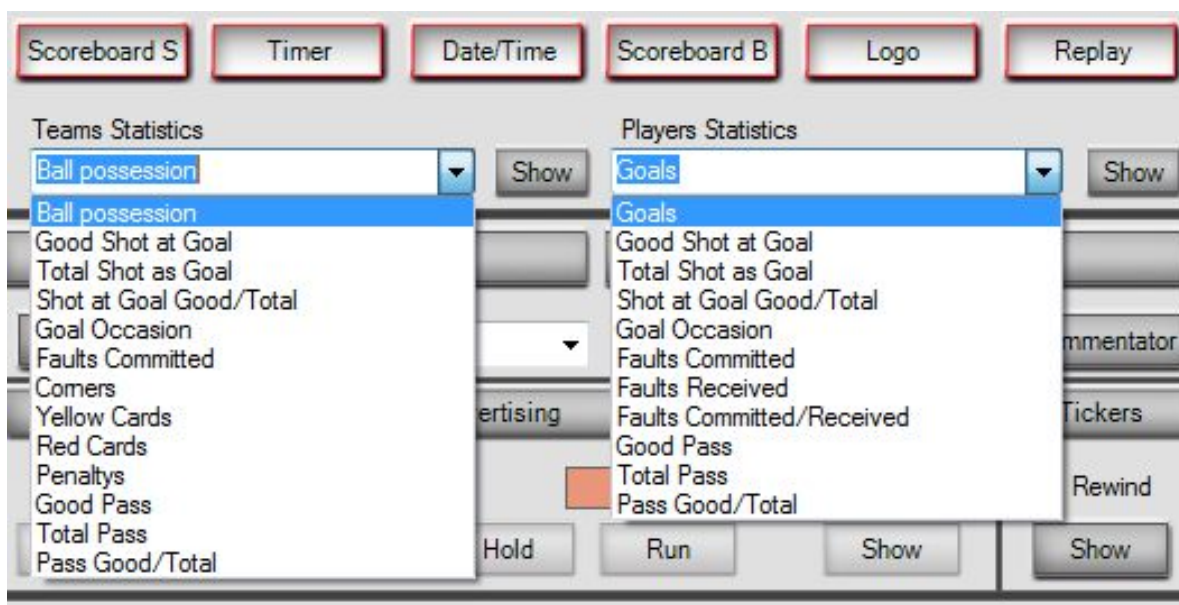 Scoreboard S
Timer
Date/Time
Scoreboard B
Logo
Replay
Teams Statistics
Ball possession
Show
Ball possession
Good Shot at Goal
Total Shot as Goal
Shot at Goal Good/Total
Goal Occasion
Faults Committed
Corners
Yellow Cards
Red Cards
Penaltys
Good Pass
Total Pass
Pass Good/Total
Players Statistics
Goals
Show
Goals
Good Shot at Goal
Total Shot as Goal
Shot at Goal Good/Total
Goal Occasion
Faults Committed
Faults Received
Faults Committed/Received
Good Pass
Total Pass
Pass Good/Total
mmentator
ertising
Tickers
Rewind
Hold
Run
Show
Show